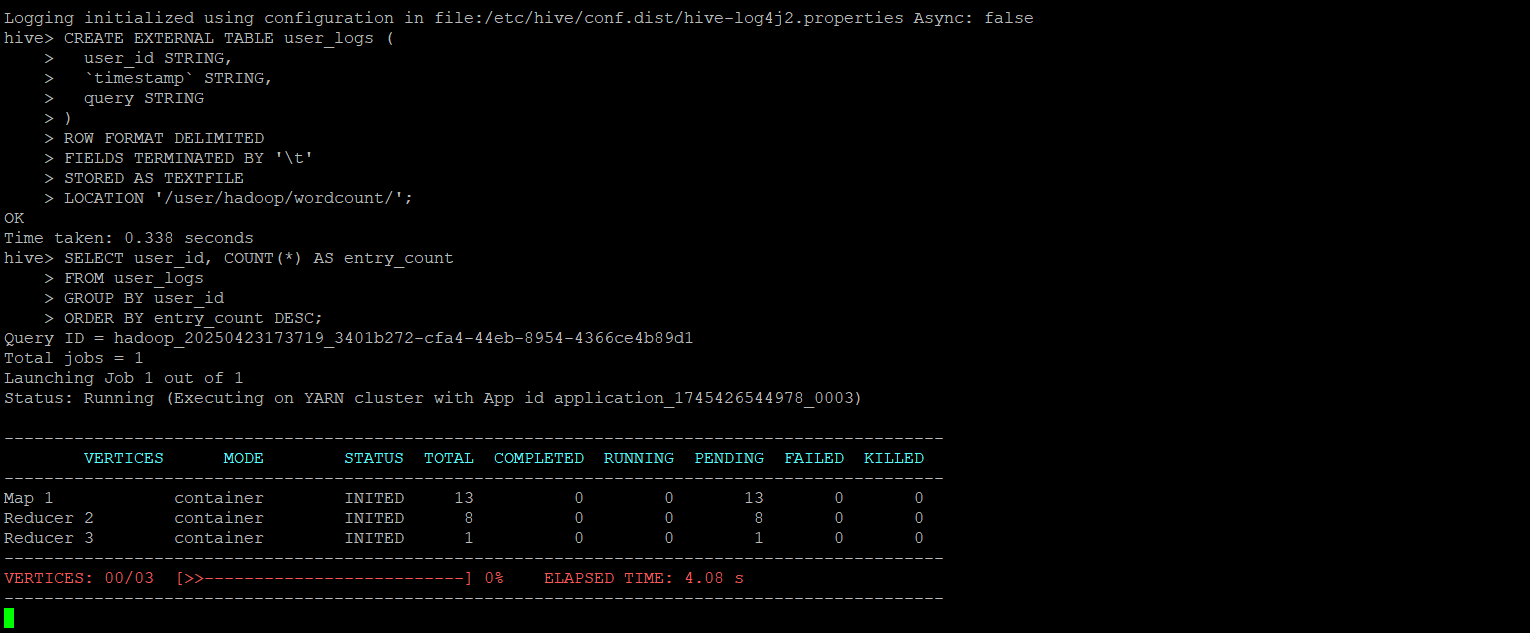 Logging initialized using configuration in file:/etc/hive/conf.dist/hive-log4j2.properties Async: false
hive> CREATE EXTERNAL TABLE user_logs (
    >   user_id STRING,
    >   `timestamp` STRING,
    >   query STRING
    > )
    > ROW FORMAT DELIMITED
    > FIELDS TERMINATED BY '\t'
    > STORED AS TEXTFILE
    > LOCATION '/user/hadoop/wordcount/';
OK
Time taken: 0.338 seconds
hive> SELECT user_id, COUNT(*) AS entry_count
    > FROM user_logs
    > GROUP BY user_id
    > ORDER BY entry_count DESC;
Query ID = hadoop_20250423173719_3401b272-cfa4-44eb-8954-4366ce4b89d1
Total jobs = 1
Launching Job 1 out of 1
Status: Running (Executing on YARN cluster with App id application_1745426544978_0003)

----------------------------------------------------------------------------------------------
        VERTICES      MODE        STATUS  TOTAL  COMPLETED  RUNNING  PENDING  FAILED  KILLED
----------------------------------------------------------------------------------------------
Map 1            container        INITED     13          0        0       13       0       0
Reducer 2        container        INITED      8          0        0        8       0       0
Reducer 3        container        INITED      1          0        0        1       0       0
----------------------------------------------------------------------------------------------
VERTICES: 00/03  [>>--------------------------] 0%    ELAPSED TIME: 4.08 s
----------------------------------------------------------------------------------------------